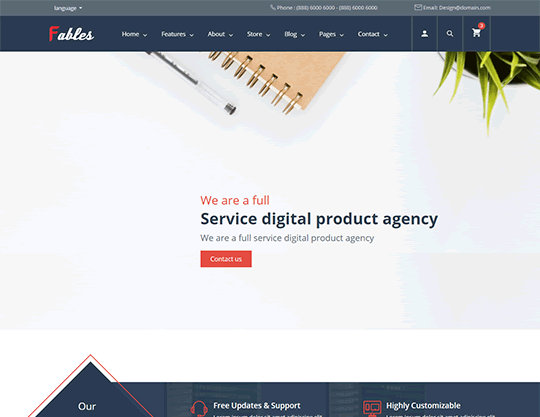 language
Phone : (888) 6000 6000 - (888) 6000 6000
Email: Design@domain.com
Fables
Home
Features
About
Store
Blog
Pages
Contact
3
We are a full
Service digital product agency
We are a full service digital product agency
Contact us
Our
Free Updates & Support
Highly Customizable